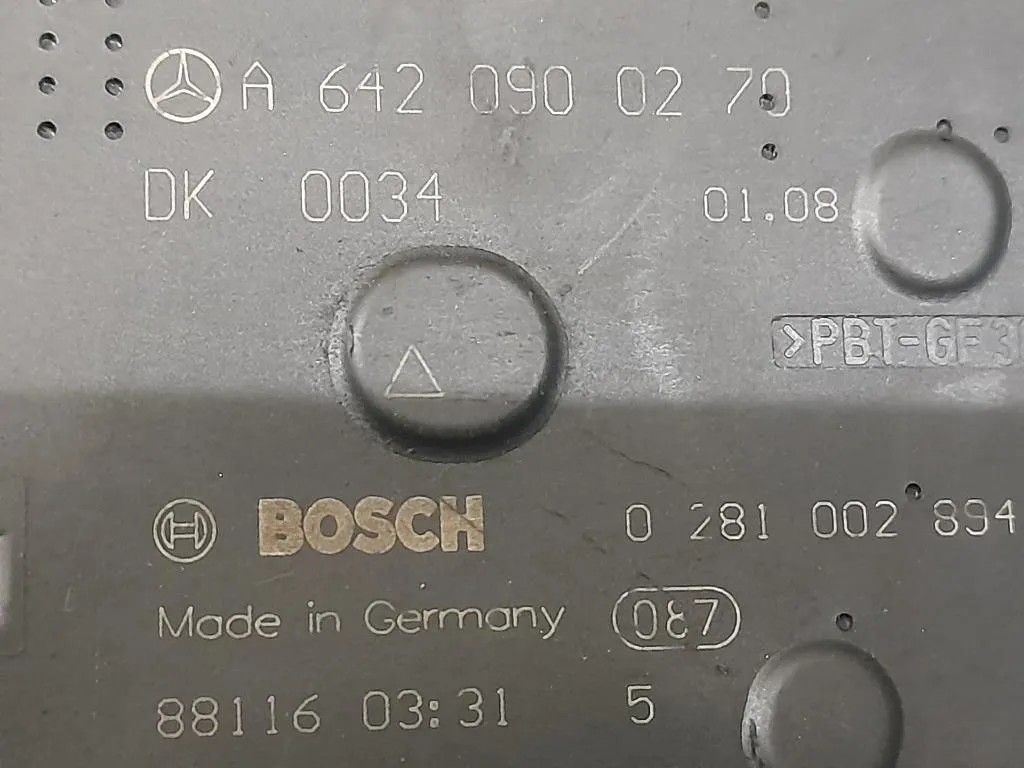 A 642 090 02 70
DK 0034 01.08
>PBT-GF3
BOSCH 0 281 002 894
Made in Germany 087
88116 03:31 5